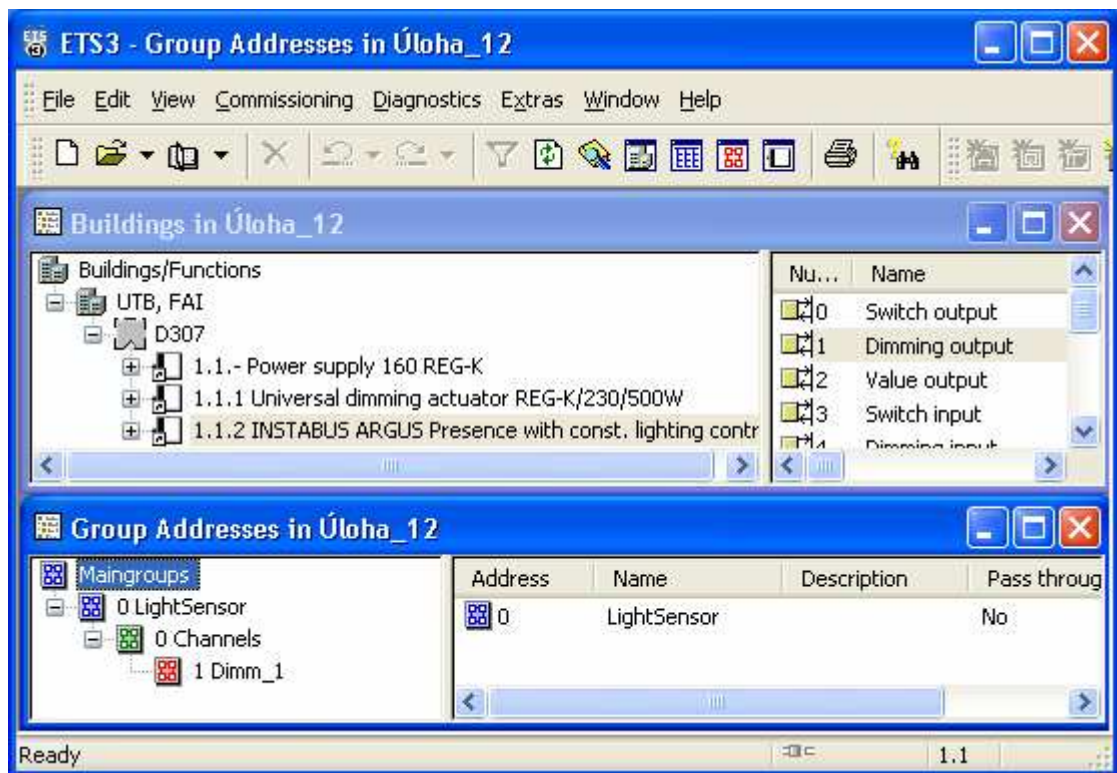 ETS3 - Group Addresses in Úloha_12
File Edit View Commissioning Diagnostics Extras Window Help
Buildings in Úloha_12
Buildings/Functions
UTB, FAI
D307
1.1.- Power supply 160 REG-K
1.1.1 Universal dimming actuator REG-K/230/500W
1.1.2 INSTABUS ARGUS Presence with const. lighting contr
Nu... Name
0 Switch output
1 Dimming output
2 Value output
3 Switch input
4 Dimming input
Group Addresses in Úloha_12
Maingroups
0 LightSensor
0 Channels
1 Dimm_1
Address Name Description Pass throug
0 LightSensor No
Ready 1.1